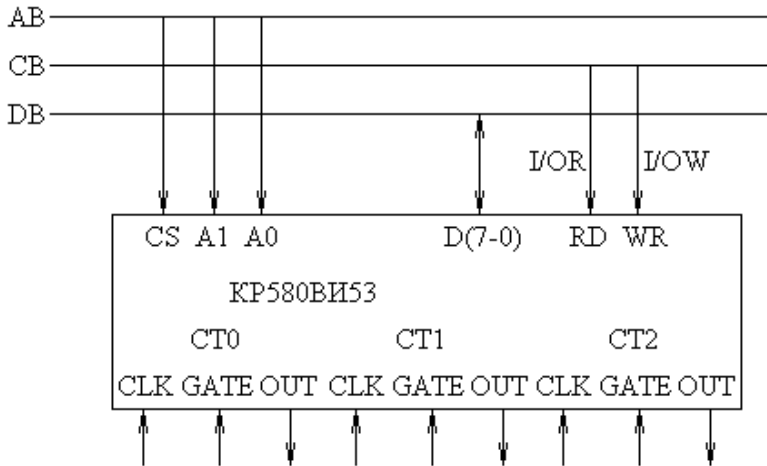 AB
CB
DB
I/OR I/OW
CS A1 A0 D(7-0) RD WR
КР580ВИ53
CT0 CT1 CT2
CLK GATE OUT CLK GATE OUT CLK GATE OUT